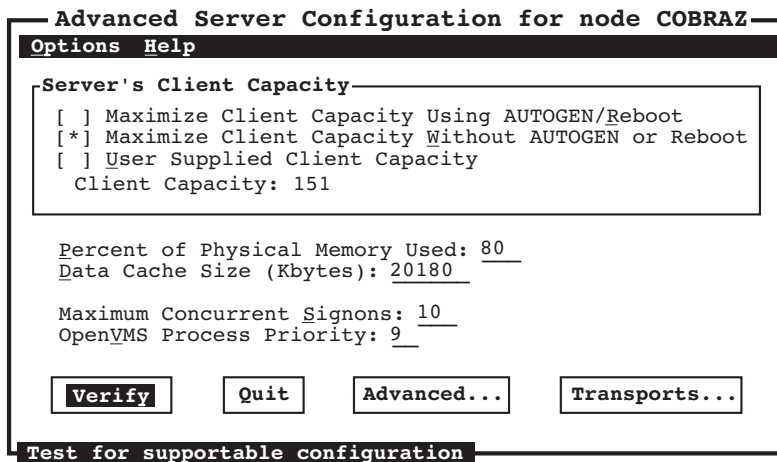 Advanced Server Configuration for node COBRAZ
Options Help
Server's Client Capacity
[ ] Maximize Client Capacity Using AUTOGEN/Reboot
[*] Maximize Client Capacity Without AUTOGEN or Reboot
[ ] User Supplied Client Capacity
Client Capacity: 151
Percent of Physical Memory Used: 80
Data Cache Size (Kbytes): 20180
Maximum Concurrent Signons: 10
OpenVMS Process Priority: 9
Verify Quit Advanced... Transports...
Test for supportable configuration